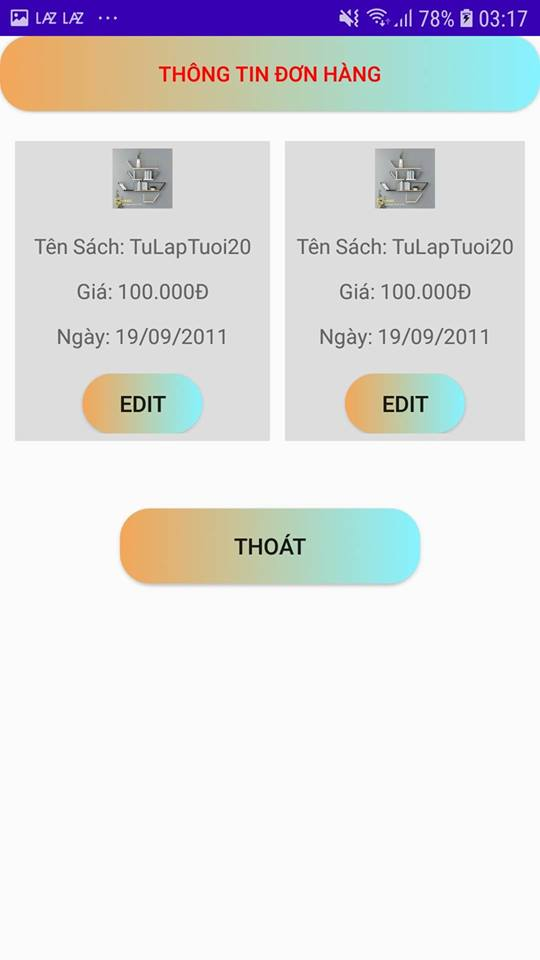 LAZ LAZ ... 78% 03:17
THÔNG TIN ĐƠN HÀNG
Tên Sách: TuLapTuoi20
Giá: 100.000Đ
Ngày: 19/09/2011
EDIT
Tên Sách: TuLapTuoi20
Giá: 100.000Đ
Ngày: 19/09/2011
EDIT
THOÁT